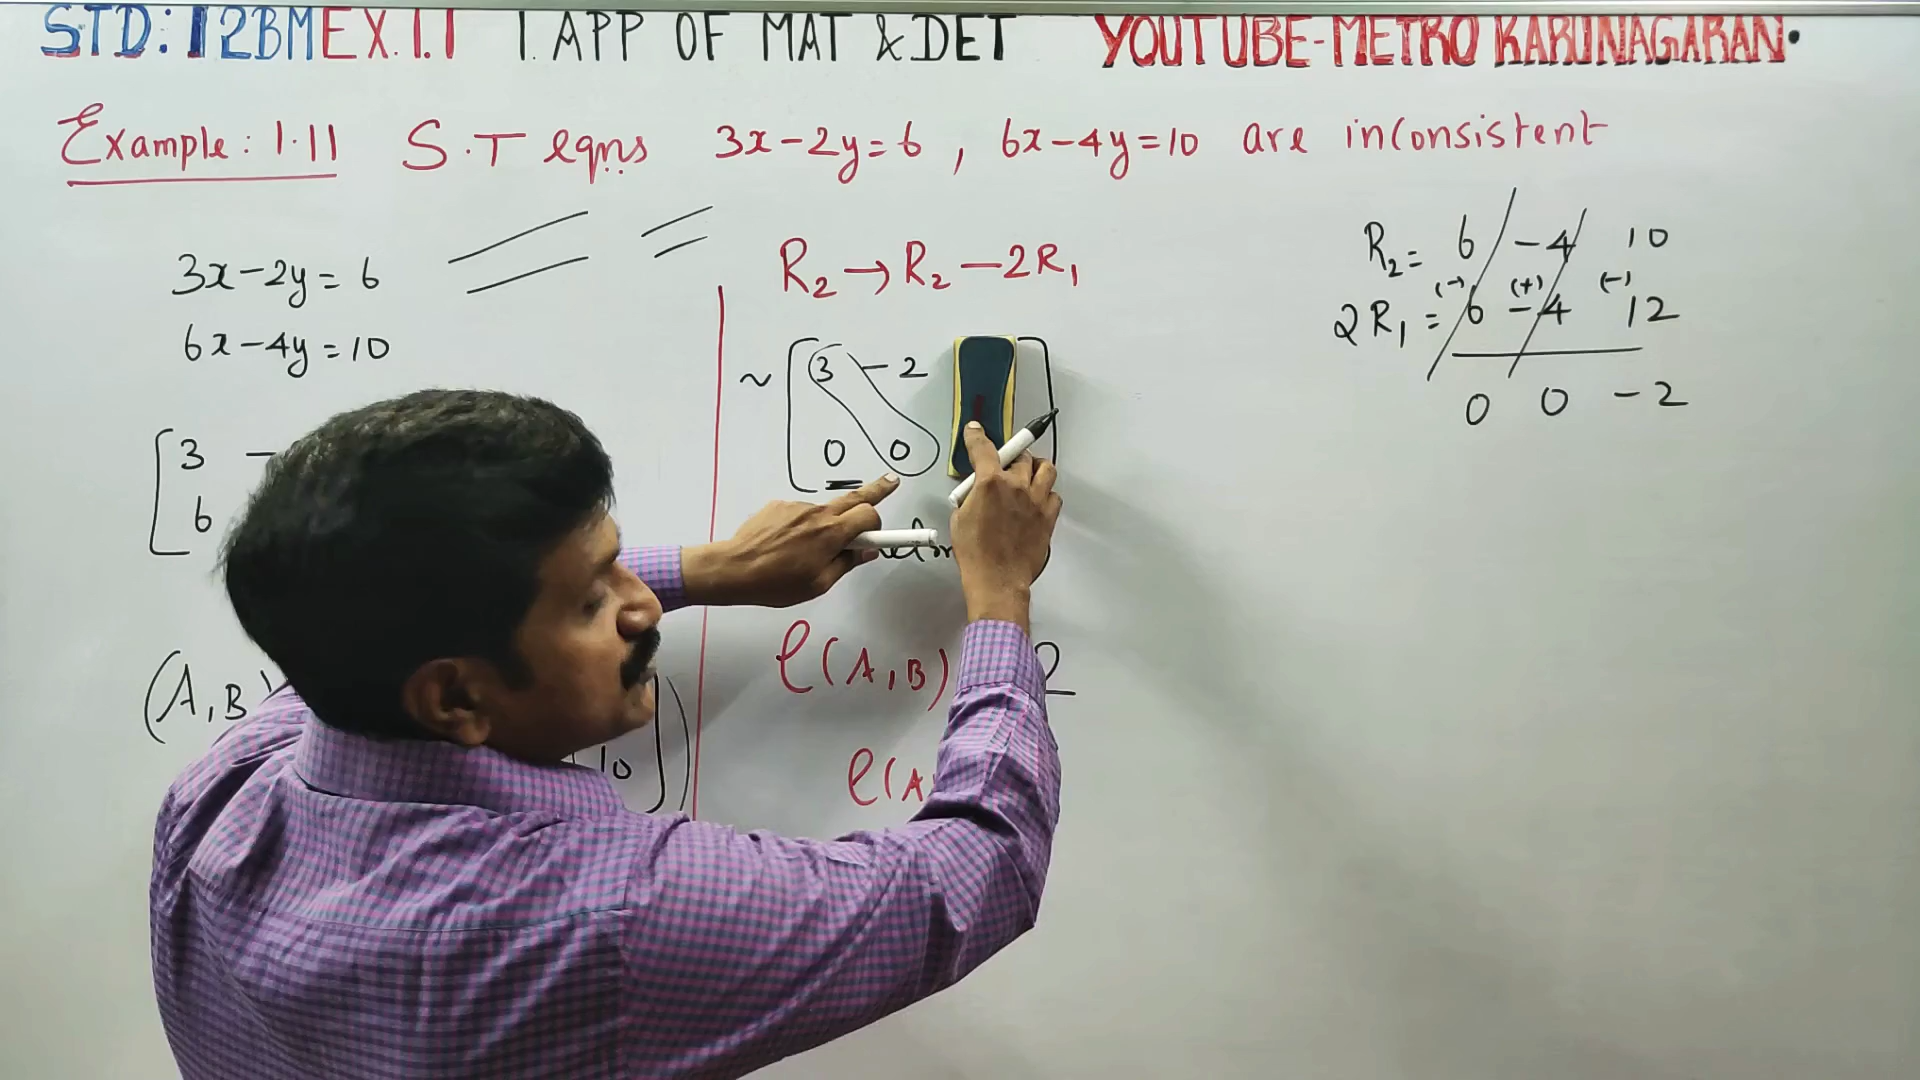 STD:12BM EX.1.1 1. APP OF MAT & DET YOUTUBE-METRO KARUNAGARAN.
Example: 1.11 S.T eqns 3x-2y=6, 6x-4y=10 are inconsistent
3x-2y=6
6x-4y=10
[3 -
[6
(A,B)
10 ])
R₂→R₂-2R₁
~ [3 -2 ]
0 0
ρ(A,B) 2
ρ(A
R₂= 6 -4 10
(-) (+) (-)
2R₁= 6 -4 12
0 0 -2